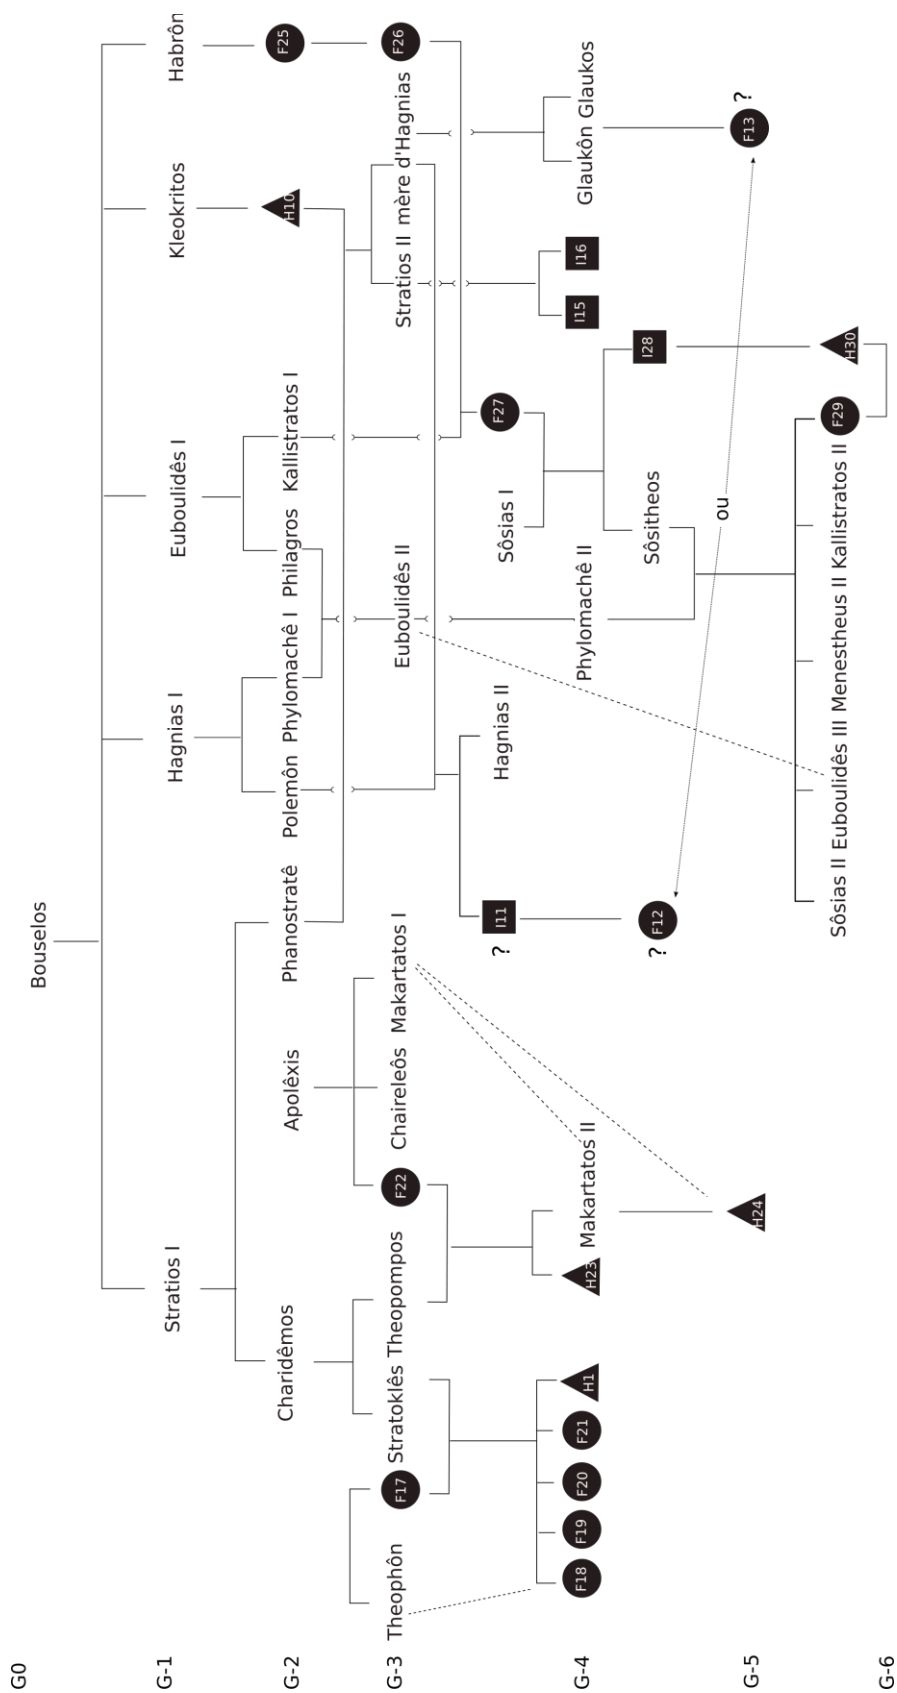 G0
Bouselos
G-1
Stratios I
Hagnias I
Euboulidês I
Kleokritos
Habrôn
G-2
Charidêmos
Apolêxis
Phanostratê
Polemôn
Phylomachê I
Philagros
Kallistratos I
H10
F25
G-3
Theophôn
F17
Stratoklês
Theopompos
F22
Chaireleôs
Makartatos I
Euboulidês II
Stratios II
mère d'Hagnias
F26
?
I11
Hagnias II
Sôsias I
F27
G-4
F18
F19
F20
F21
H1
H23
Makartatos II
Phylomachê II
I15
I16
Glaukôn
Glaukos
?
F12
Sôsitheos
I28
ou
G-5
H24
F13
?
G-6
Sôsias II
Euboulidês III
Menestheus II
Kallistratos II
F29
H30